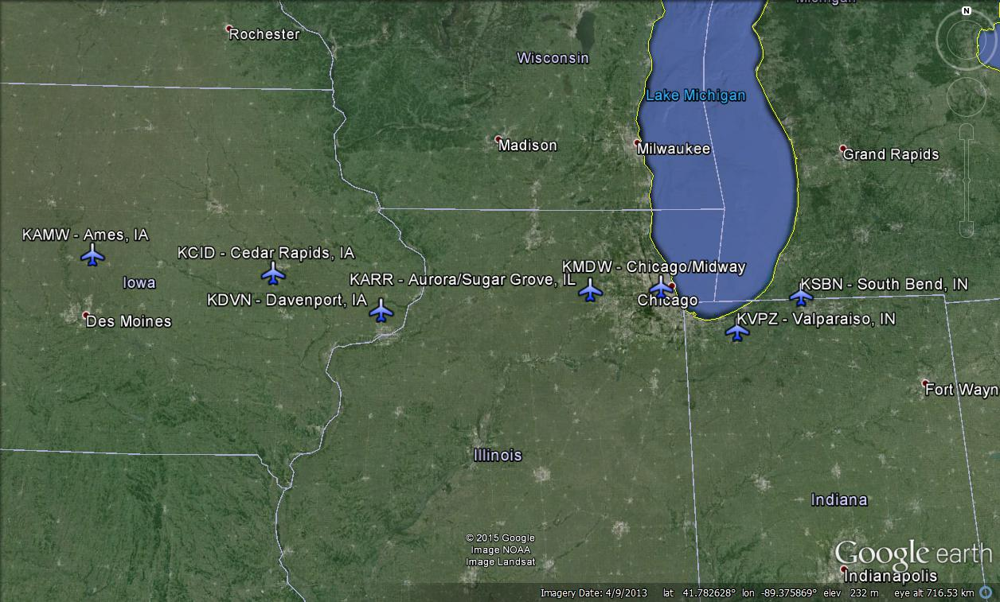 Michigan
N
Rochester
Wisconsin
Lake Michigan
Madison
Milwaukee
Grand Rapids
KAMW - Ames, IA
KCID - Cedar Rapids, IA
KMDW - Chicago/Midway
Iowa
KARR - Aurora/Sugar Grove, IL
KSBN - South Bend, IN
KDVN - Davenport, IA
Chicago
Des Moines
KVPZ - Valparaiso, IN
Fort Wayn
Illinois
Indiana
© 2015 Google
Image NOAA
Image Landsat
Google earth
Indianapolis
Imagery Date: 4/9/2013 lat 41.782628° lon -89.375869° elev 232 m eye alt 716.53 km